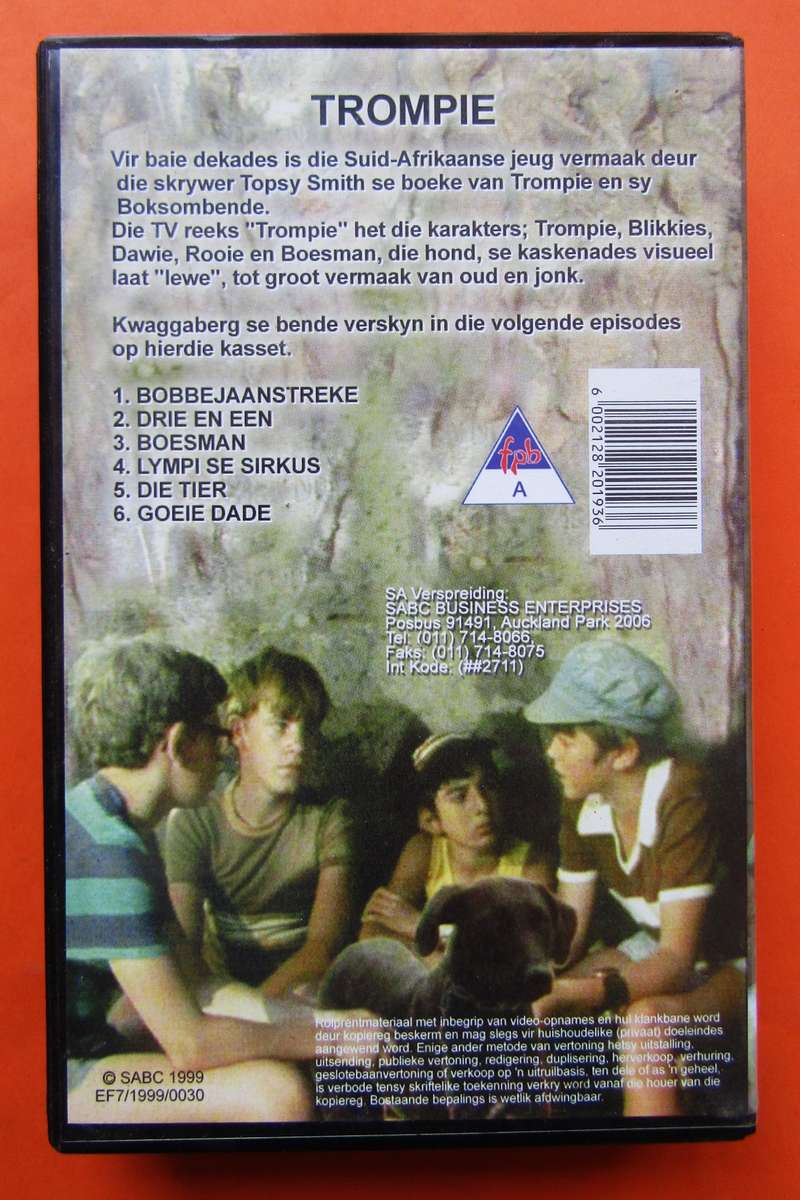 TROMPIE
Vir baie dekades is die Suid-Afrikaanse jeug vermaak deur
die skrywer Topsy Smith se boeke van Trompie en sy
Boksombende.
Die TV reeks "Trompie" het die karakters; Trompie, Blikkies,
Dawie, Rooie en Boesman, die hond, se kaskenades visueel
laat "lewe", tot groot vermaak van oud en jonk.
Kwaggaberg se bende verskyn in die volgende episodes
op hierdie kasset.
1. BOBBEJAANSTREKE
2. DRIE EN EEN
3. BOESMAN
4. LYMPI SE SIRKUS
5. DIE TIER
6. GOEIE DADE
fpb
A
6 002128 201936
SA Verspreiding:
SABC BUSINESS ENTERPRISES
Posbus 91491, Auckland Park 2006
Tel: (011) 714-8066,
Faks: (011) 714-8075
Int Kode: (##2711)
Rolprentmateriaal met inbegrip van video-opnames en hul klankbane word
deur kopiereg beskerm en mag slegs vir huishoudelike (privaat) doeleindes
aangewend word. Enige ander metode van vertoning hetsy uitstalling,
uitsending, publieke vertoning, redigering, duplisering, herverkoop, verhuring,
geslotebaanvertoning of verkoop op 'n uitruilbasis, ten dele of as 'n geheel,
is verbode tensy skriftelike toekenning verkry word vanaf die houer van die
kopiereg. Bostaande bepalings is wetlik afdwingbaar.
© SABC 1999
EF7/1999/0030